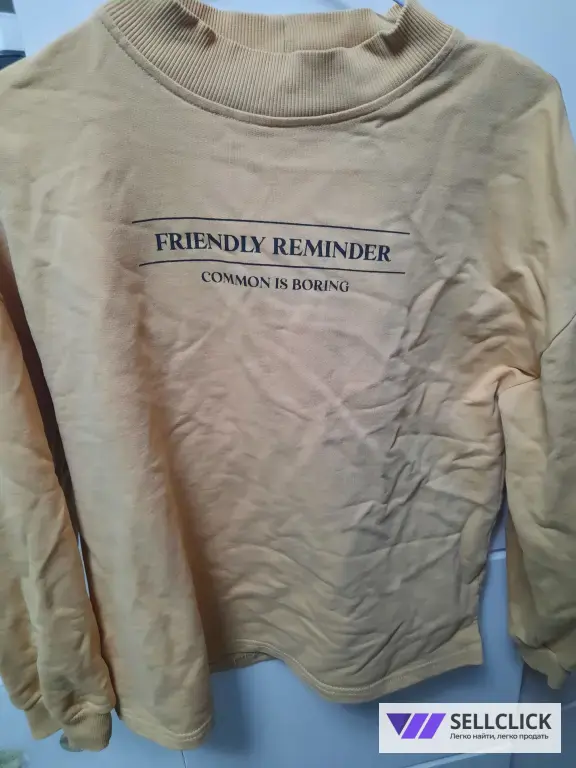 FRIENDLY REMINDER
COMMON IS BORING
SELLCLICK
Легко найти, легко продать